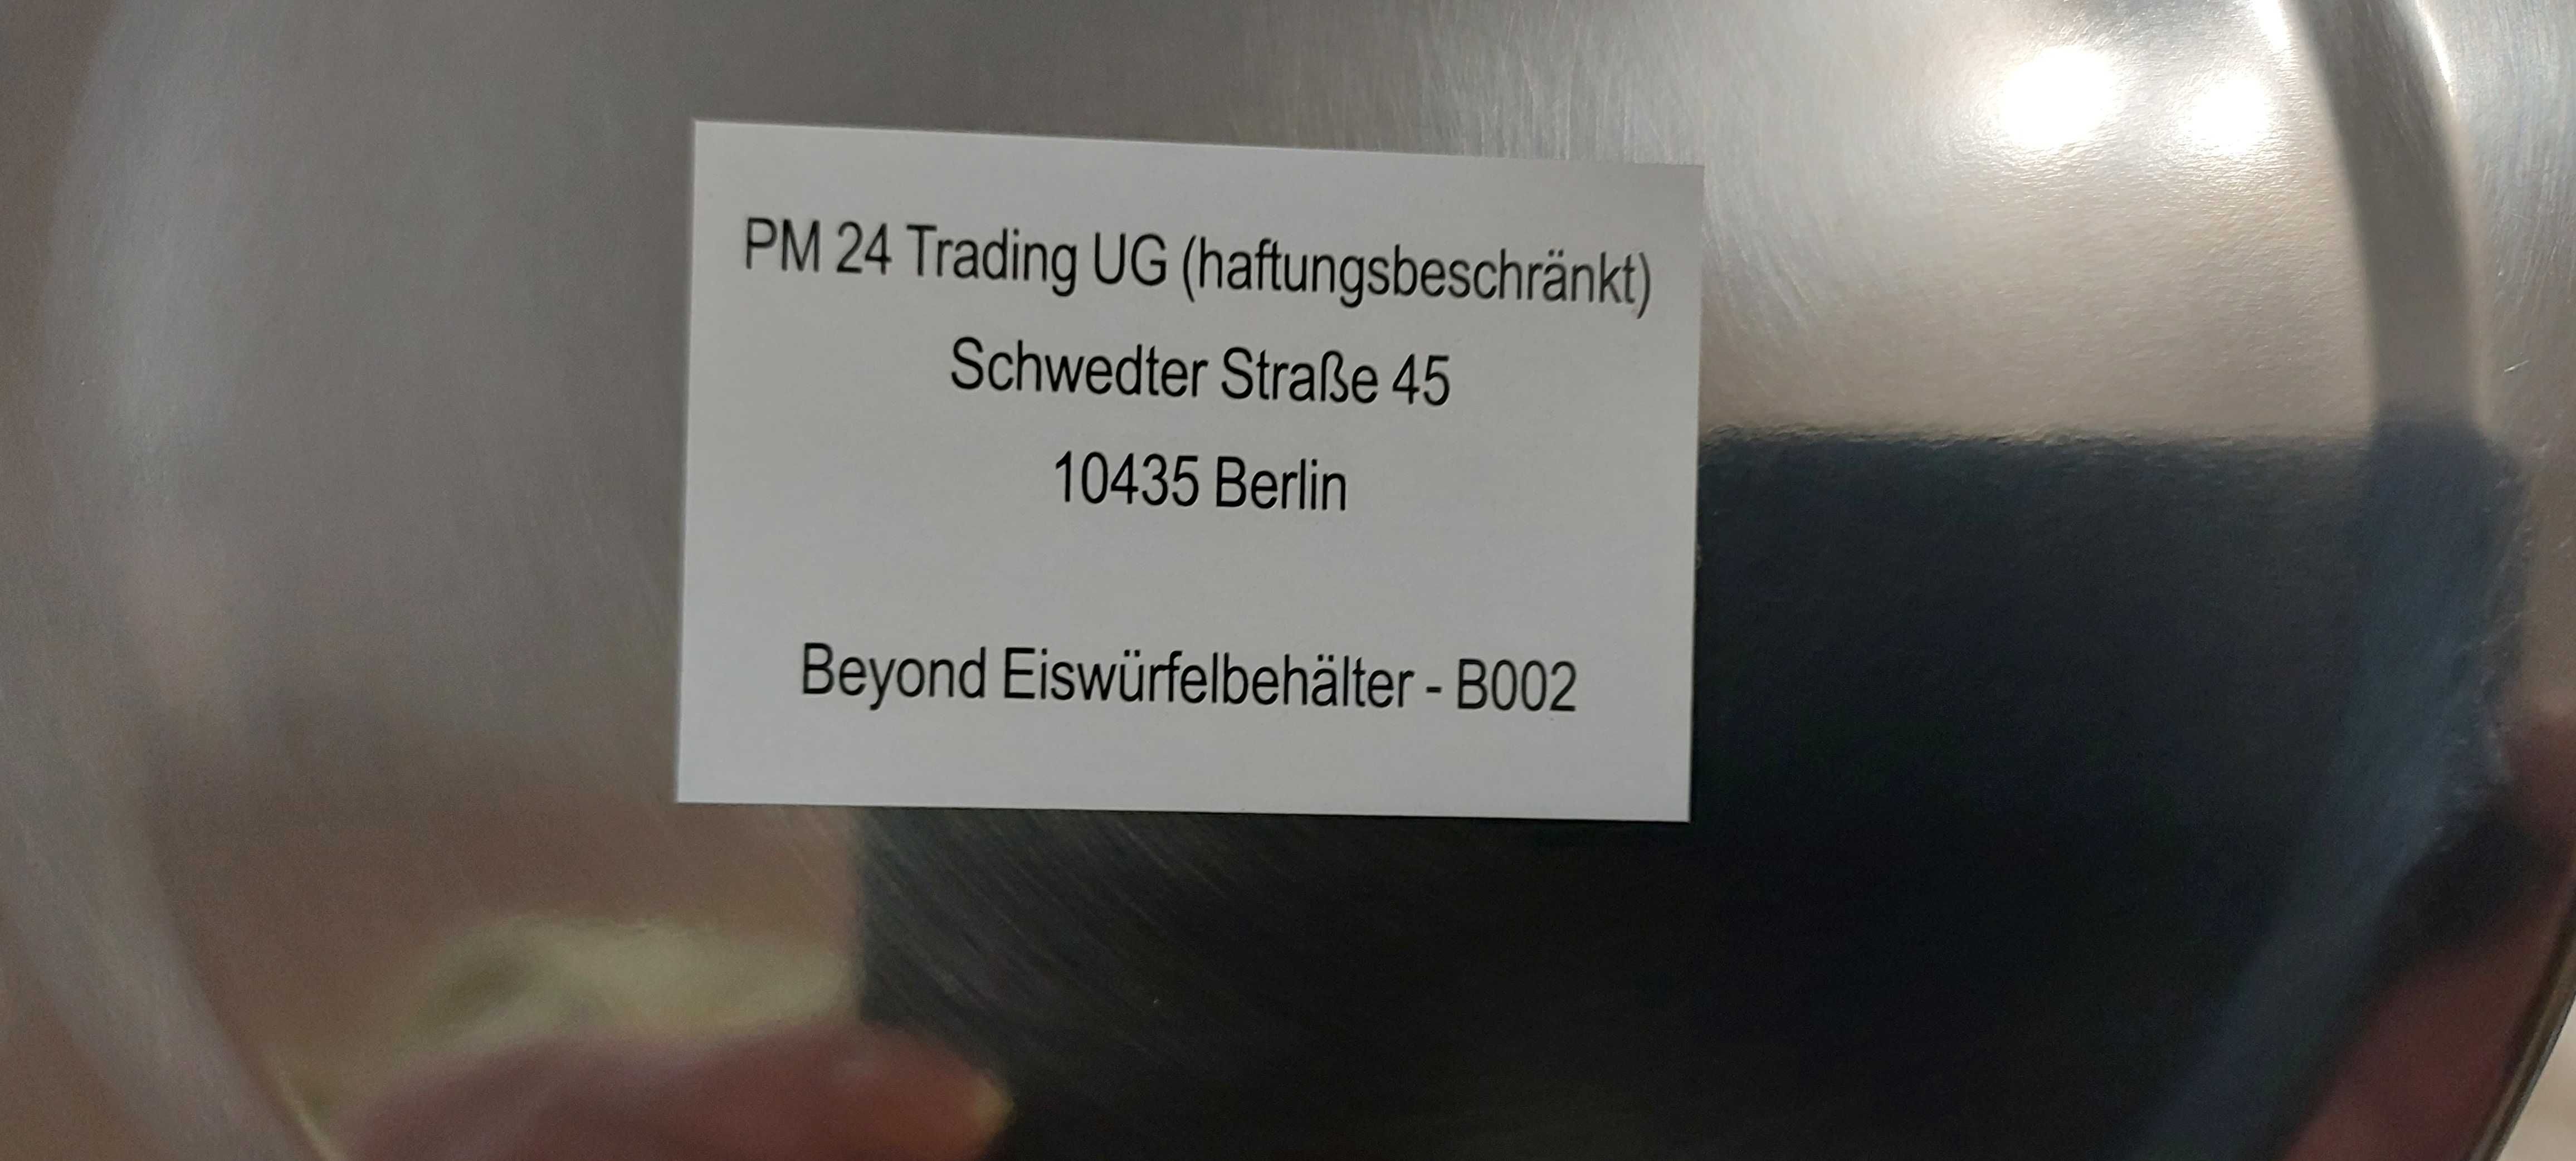 PM 24 Trading UG (haftungsbeschränkt)
Schwedter Straße 45
10435 Berlin
Beyond Eiswürfelbehälter - B002